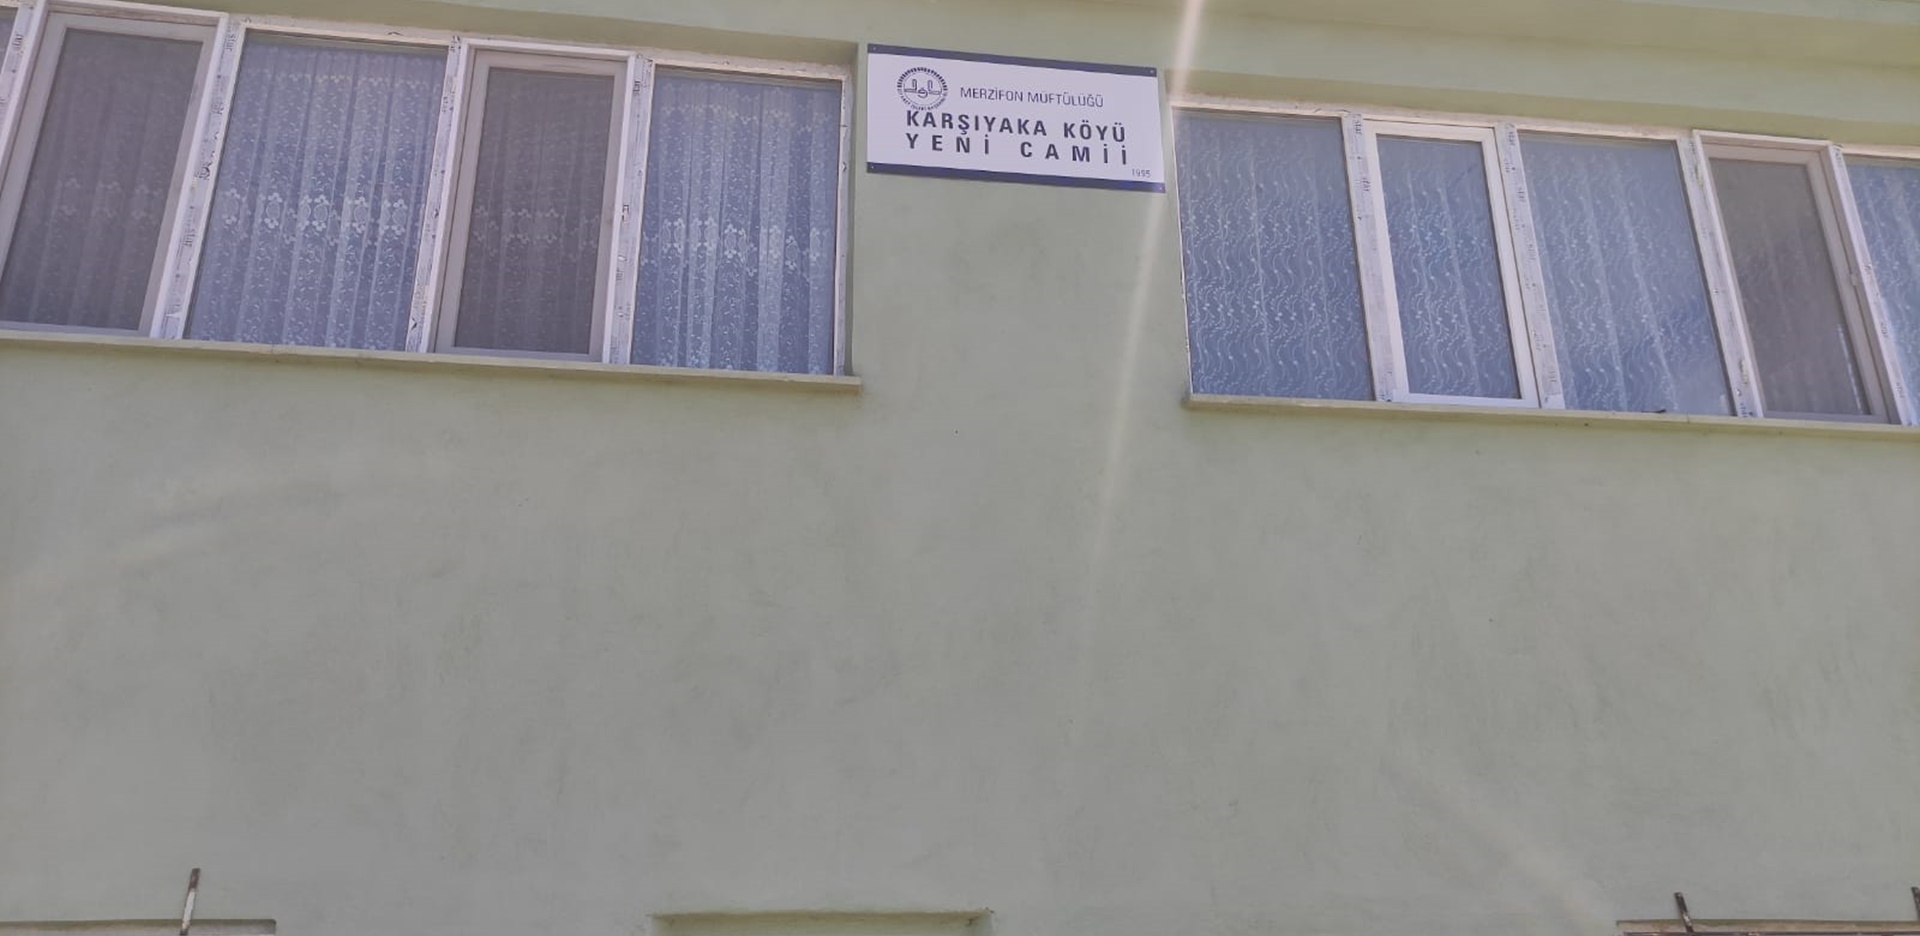 MERZİFON MÜFTÜLÜĞÜ
KARŞIYAKA KÖYÜ
YENİ CAMİİ
1995